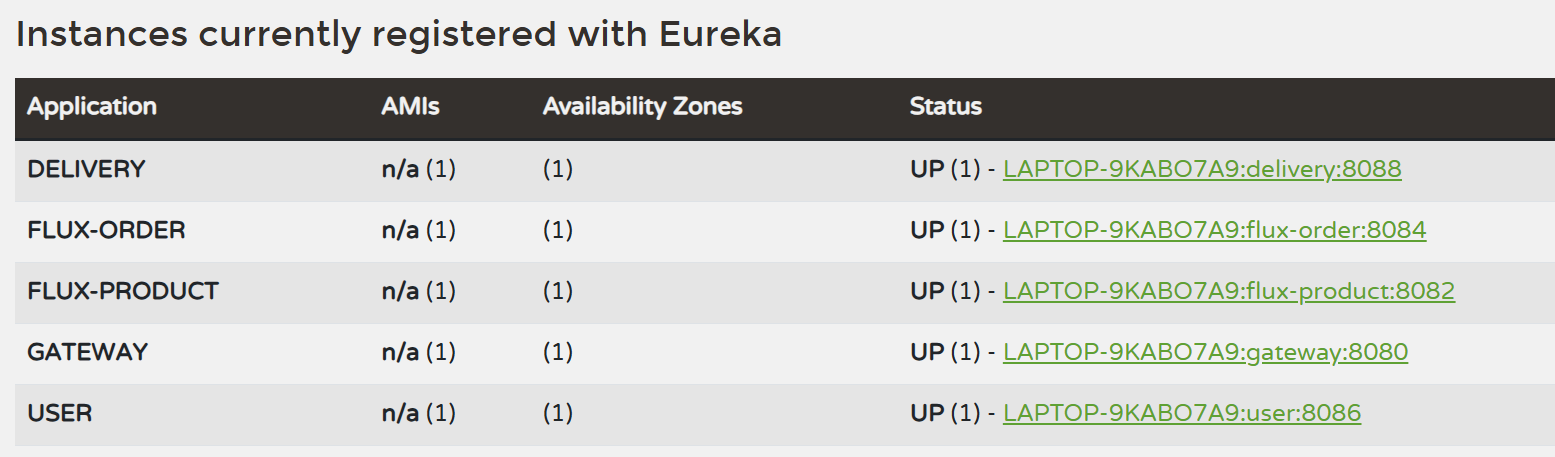 Instances currently registered with Eureka
Application AMIs Availability Zones Status
DELIVERY n/a (1) (1) UP (1) - LAPTOP-9KABO7A9:delivery:8088
FLUX-ORDER n/a (1) (1) UP (1) - LAPTOP-9KABO7A9:flux-order:8084
FLUX-PRODUCT n/a (1) (1) UP (1) - LAPTOP-9KABO7A9:flux-product:8082
GATEWAY n/a (1) (1) UP (1) - LAPTOP-9KABO7A9:gateway:8080
USER n/a (1) (1) UP (1) - LAPTOP-9KABO7A9:user:8086